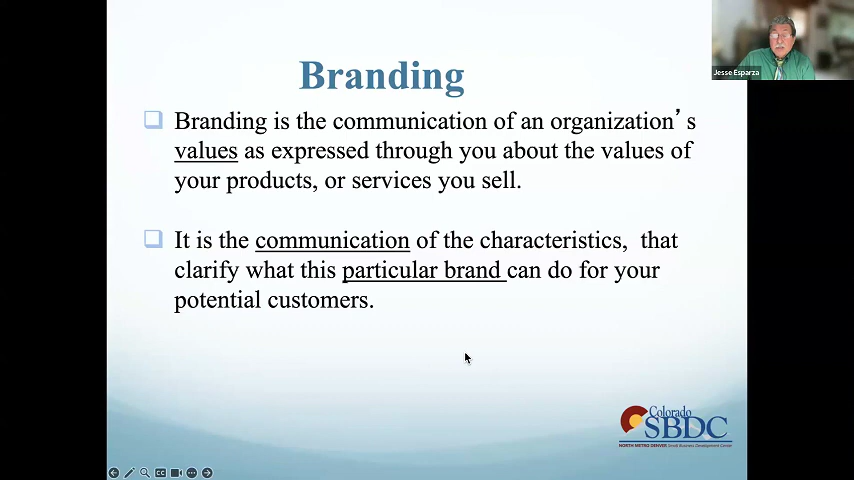 Branding
Branding is the communication of an organization's
values as expressed through you about the values of
your products, or services you sell.
It is the communication of the characteristics, that
clarify what this particular brand can do for your
potential customers.
Jesse Esparza
Colorado
SBDC
NORTH METRO DENVER Small Business Development Center
CC